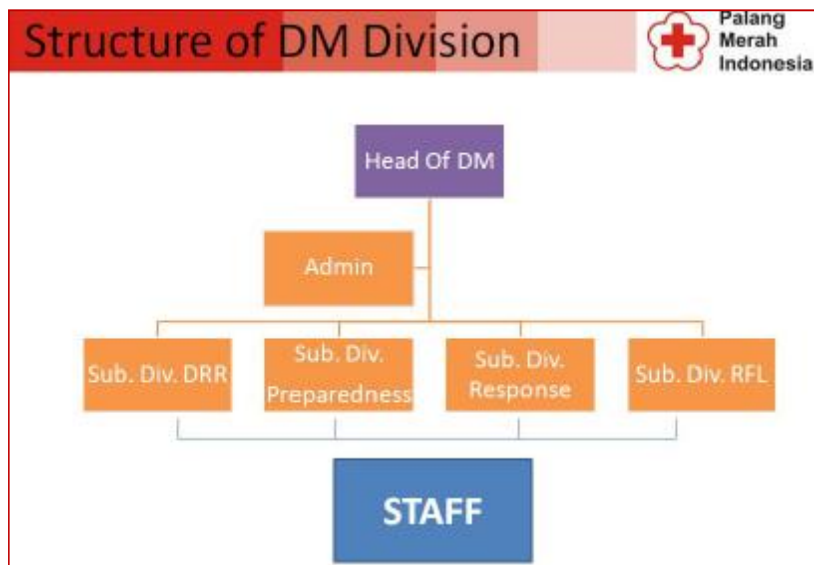 Structure of DM Division
Palang
Merah
Indonesia
Head Of DM
Admin
Sub. Div. DRR
Sub. Div.
Preparedness
Sub. Div.
Response
Sub. Div. RFL
STAFF